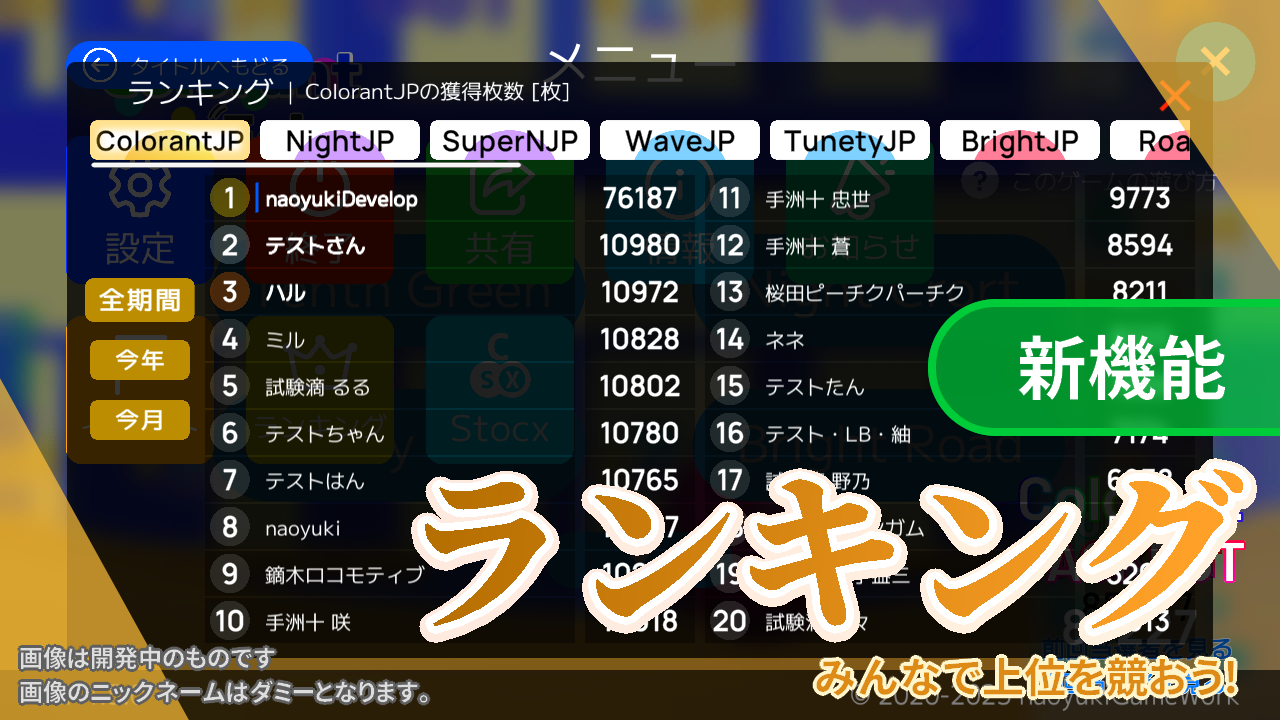 タイトルへもどる
メニュー
ランキング | ColorantJPの獲得枚数 [枚]
ColorantJP NightJP SuperNJP WaveJP TunetyJP BrightJP Roa
1 naoyukiDevelop 76187 11 手洲十 忠世 9773
設定 共有
2 テストさん 10980 12 手洲十 蒼 8594
全期間
3 ハル 10972 13 桜田ピーチクパーチク 8211
4 ミル 10828 14 ネネ
新機能
今年
5 試験滴 るる 10802 15 テストたん
今月
6 テストちゃん 10780 16 テスト・LB・紬
Stocx
7 テストはん 10765 17 野乃
8 naoyuki
9 鏑木ロコモティブ 19
10 手洲十 咲 20
ランキング
みんなで上位を競おう!
画像は開発中のものです
画像のニックネームはダミーとなります。